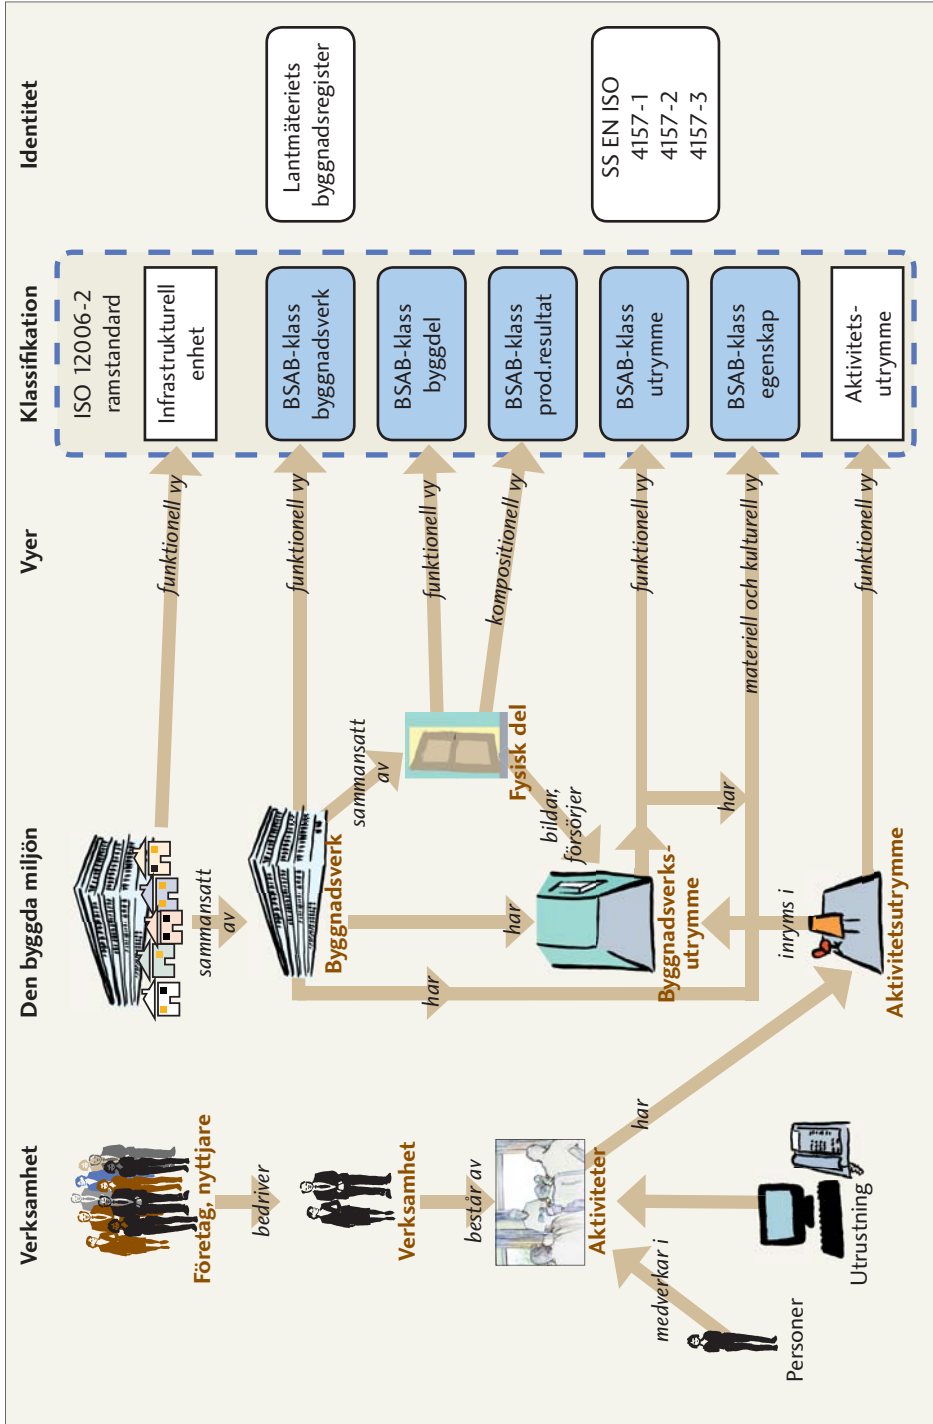 Verksamhet
Den byggda miljön
Vyer
Klassifikation
Identitet
Företag, nyttjare
bedriver
Verksamhet
består av
Aktiviteter
medverkar i
Personer
Utrustning
har
sammansatt
av
Byggnadsverk
sammansatt
av
Fysisk del
har
har
bildar,
försörjer
Byggnadsverks-
utrymme
har
inryms i
Aktivitetsutrymme
funktionell vy
funktionell vy
funktionell vy
kompositionell vy
funktionell vy
materiell och kulturell vy
funktionell vy
ISO 12006-2
ramstandard
Infrastrukturell
enhet
BSAB-klass
byggnadsverk
BSAB-klass
byggdel
BSAB-klass
prod.resultat
BSAB-klass
utrymme
BSAB-klass
egenskap
Aktivitets-
utrymme
Lantmäteriets
byggnadsregister
SS EN ISO
4157-1
4157-2
4157-3